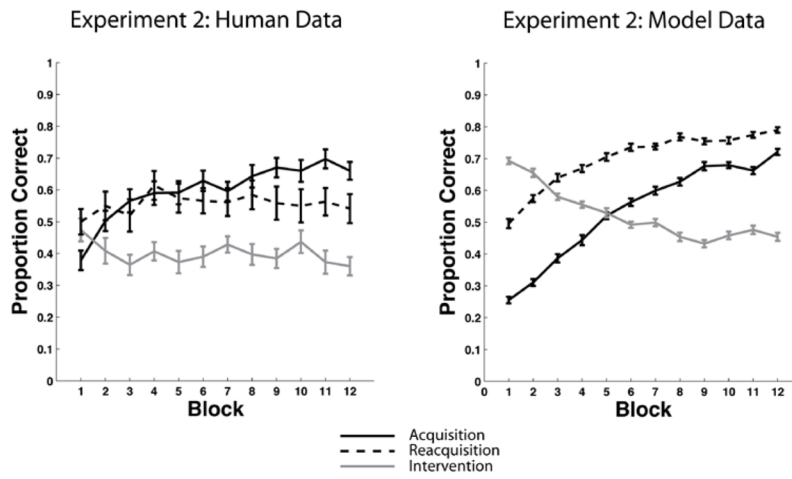 Experiment 2: Human Data
Experiment 2: Model Data
Proportion Correct
1
0.9
0.8
0.7
0.6
0.5
0.4
0.3
0.2
0.1
0
1 2 3 4 5 6 7 8 9 10 11 12
Block
Proportion Correct
1
0.9
0.8
0.7
0.6
0.5
0.4
0.3
0.2
0.1
0
0 1 2 3 4 5 6 7 8 9 10 11 12
Block
Acquisition
Reacquisition
Intervention